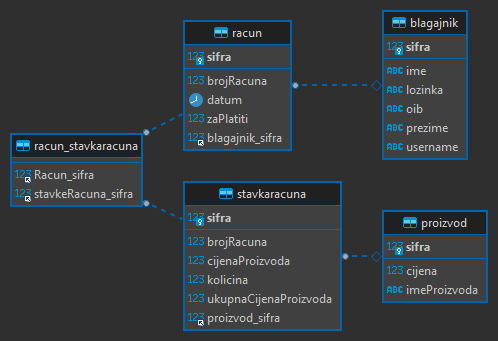 racun
123 sifra
123 brojRacuna
datum
123 zaPlatiti
123 blagajnik_sifra
blagajnik
123 sifra
ABC ime
ABC lozinka
ABC oib
ABC prezime
ABC username
racun_stavkaracuna
123 Racun_sifra
123 stavkeRacuna_sifra
stavkaracuna
123 sifra
123 brojRacuna
123 cijenaProizvoda
123 kolicina
123 ukupnaCijenaProizvoda
123 proizvod_sifra
proizvod
123 sifra
123 cijena
ABC imeProizvoda